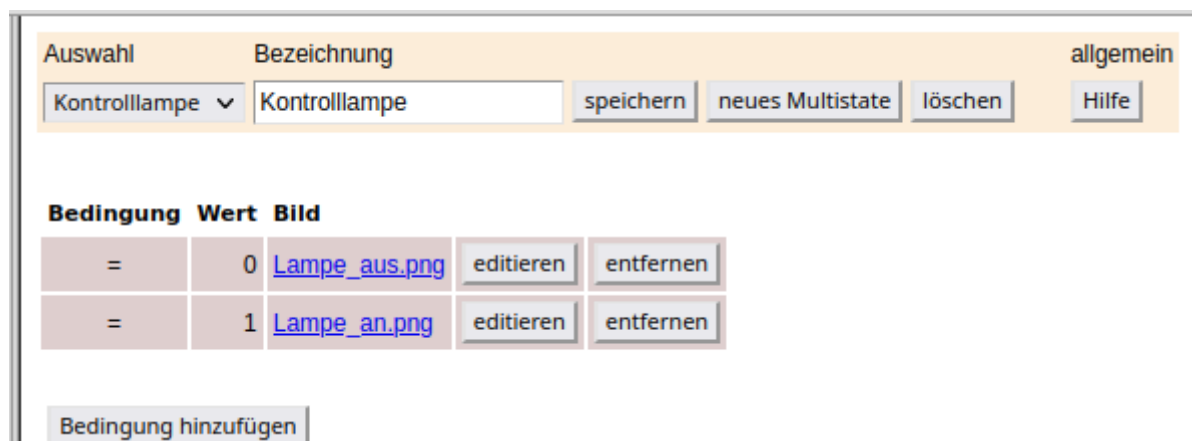 Auswahl Bezeichnung allgemein
Kontrolllampe Kontrolllampe speichern neues Multistate löschen Hilfe
Bedingung Wert Bild
= 0 Lampe_aus.png editieren entfernen
= 1 Lampe_an.png editieren entfernen
Bedingung hinzufügen